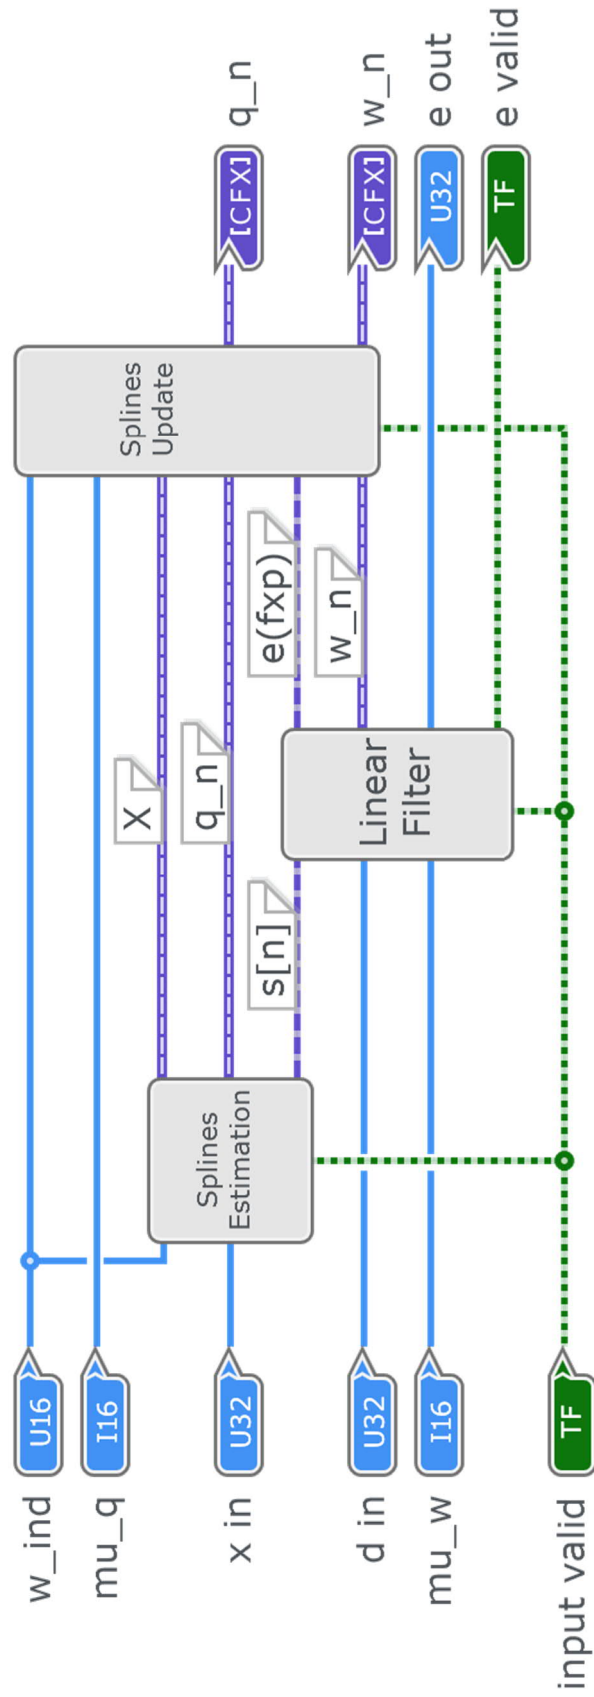 w_ind
U16
mu_q
I16
x in
U32
d in
U32
mu_w
I16
input valid
TF
Splines
Estimation
X
q_n
s[n]
Linear
Filter
e(fxp)
w_n
Splines
Update
[CFX]
q_n
[CFX]
w_n
U32
e out
TF
e valid